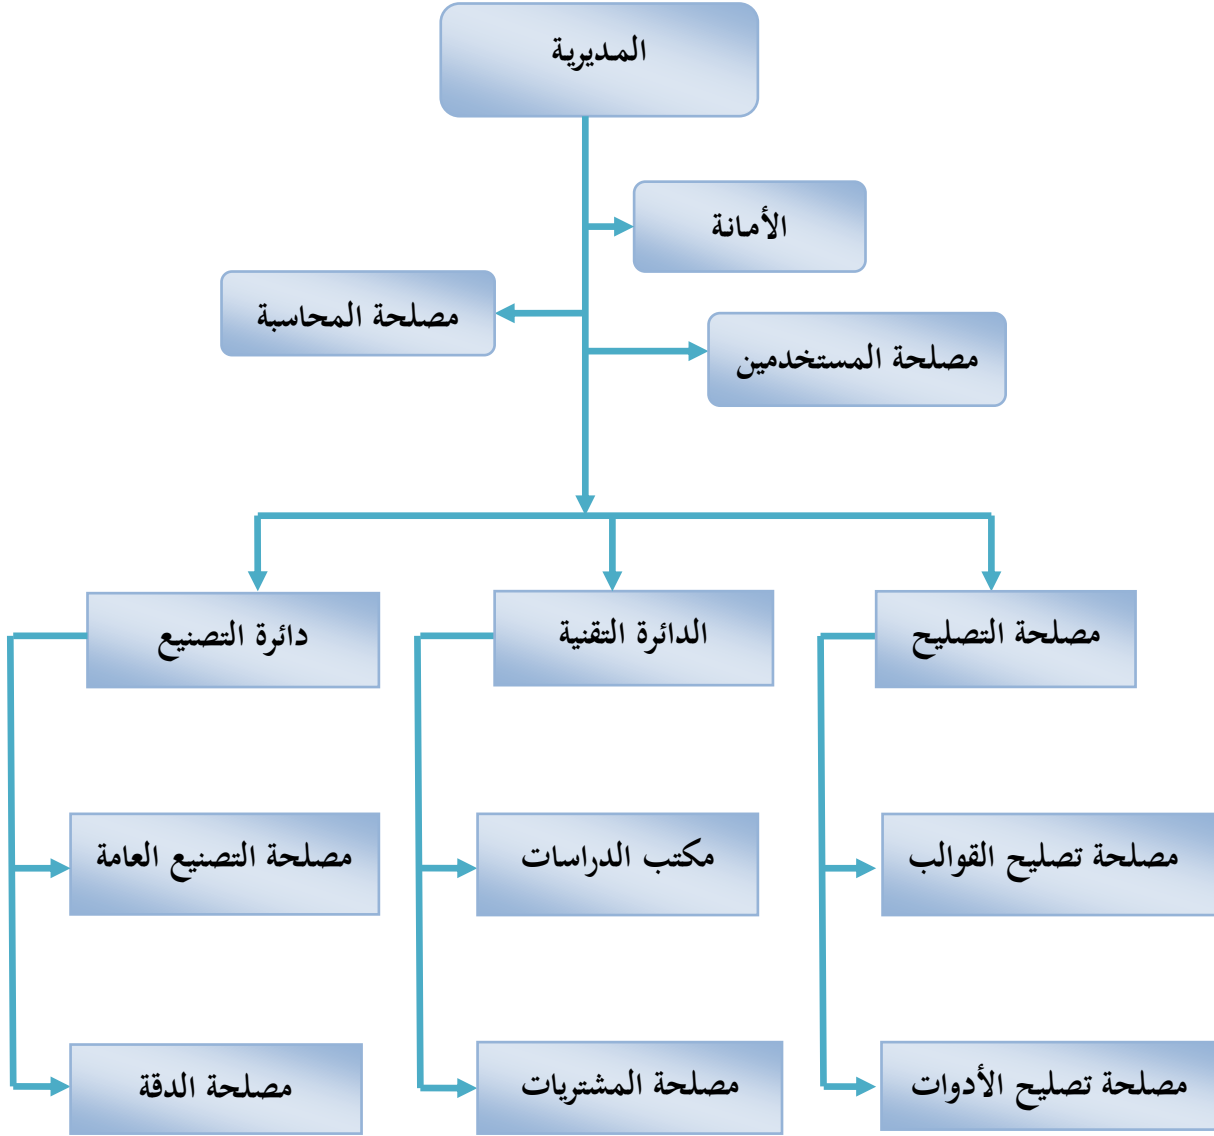 المديرية
الأمانة
مصلحة المحاسبة
مصلحة المستخدمين
مصلحة التصليح
الدائرة التقنية
دائرة التصنيع
مصلحة تصليح القوالب
مكتب الدراسات
مصلحة التصنيع العامة
مصلحة تصليح الأدوات
مصلحة المشتريات
مصلحة الدقة